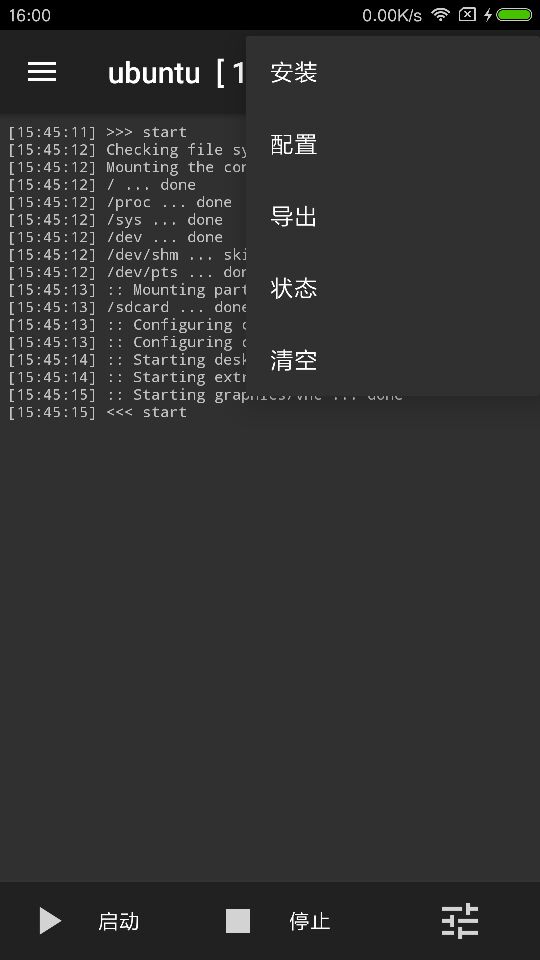 16:00 0.00K/s
ubuntu [ 1
安装
配置
导出
状态
清空
[15:45:11] >>> start
[15:45:12] Checking file sy
[15:45:12] Mounting the con
[15:45:12] / ... done
[15:45:12] /proc ... done
[15:45:12] /sys ... done
[15:45:12] /dev ... done
[15:45:12] /dev/shm ... ski
[15:45:12] /dev/pts ... don
[15:45:13] :: Mounting part
[15:45:13] /sdcard ... done
[15:45:13] :: Configuring
[15:45:13] :: Configuring
[15:45:14] :: Starting desk
[15:45:14] :: Starting extr
[15:45:15] :: Starting graphics/vnc ... done
[15:45:15] <<< start
启动 停止